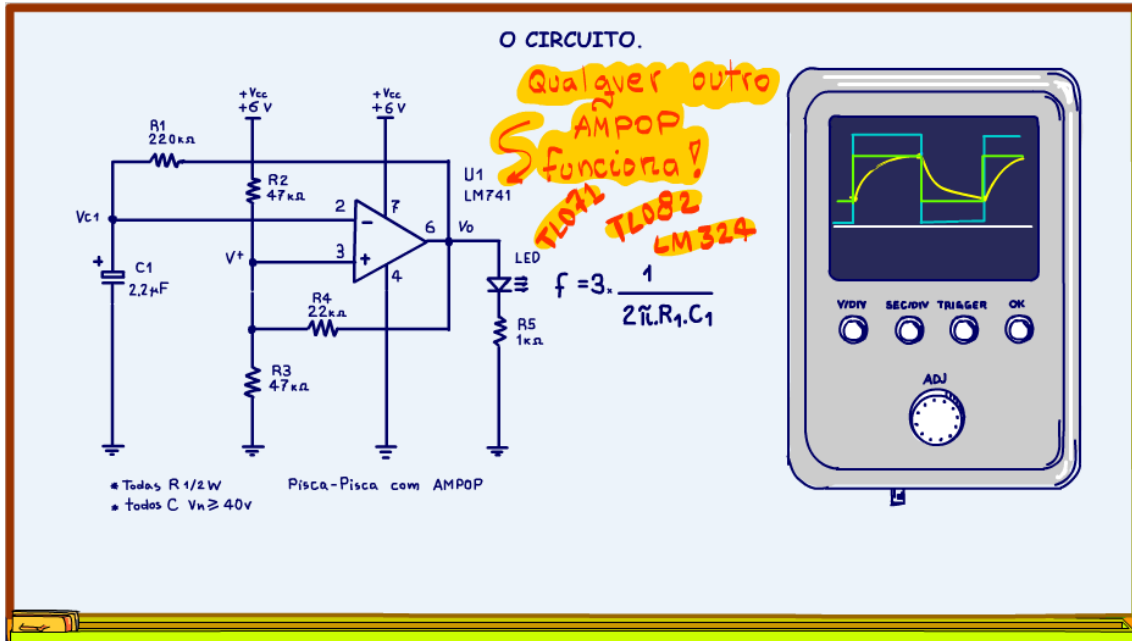 O CIRCUITO.
Qualquer outro
AMPOP
funciona!
TL071
TL082
LM324
+Vcc
+6V
+Vcc
+6V
R1
220kΩ
R2
47kΩ
U1
LM741
Vc1
2
7
6
Vo
V+
3
4
+
C1
2,2μF
LED
R4
22kΩ
R5
1kΩ
R3
47kΩ
f = 3 × 1
2π.R1.C1
* Todas R 1/2W
* todos C Vn ≥ 40v
Pisca-Pisca com AMPOP
V/DIV SEC/DIV TRIGGER OK
ADJ